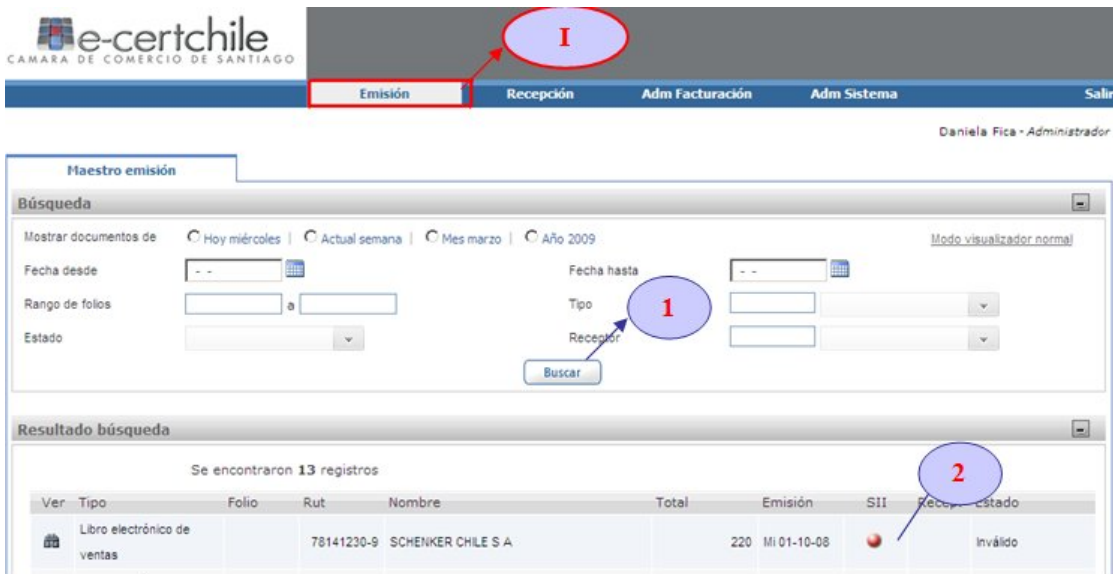 e-certchile
CAMARA DE COMERCIO DE SANTIAGO
I
Emisión Recepción Adm Facturación Adm Sistema Salir
Daniela Fica - Administrador
Maestro emisión
Búsqueda
Mostrar documentos de Hoy miércoles | Actual semana | Mes marzo | Año 2009 Modo visualizador normal
Fecha desde - - Fecha hasta - -
Rango de folios a Tipo
1
Estado Receptor
Buscar
Resultado búsqueda
Se encontraron 13 registros
2
Ver Tipo Folio Rut Nombre Total Emisión SII Estado
Libro electrónico de
ventas
78141230-9 SCHENKER CHILE S A 220 Mi 01-10-08 Inválido